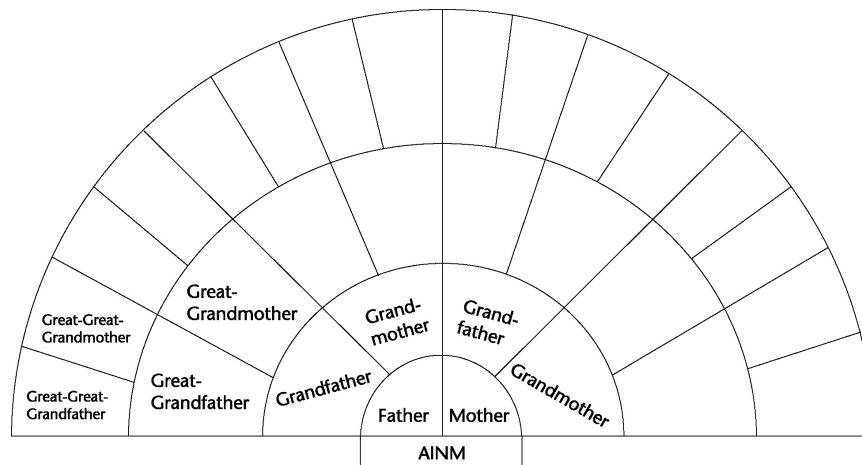 Great-
Grandmother
Grand-
mother
Grand-
father
Great-Great-
Grandmother
Great-
Grandfather
Grandfather
Grandmother
Great-Great-
Grandfather
Father
Mother
AINM